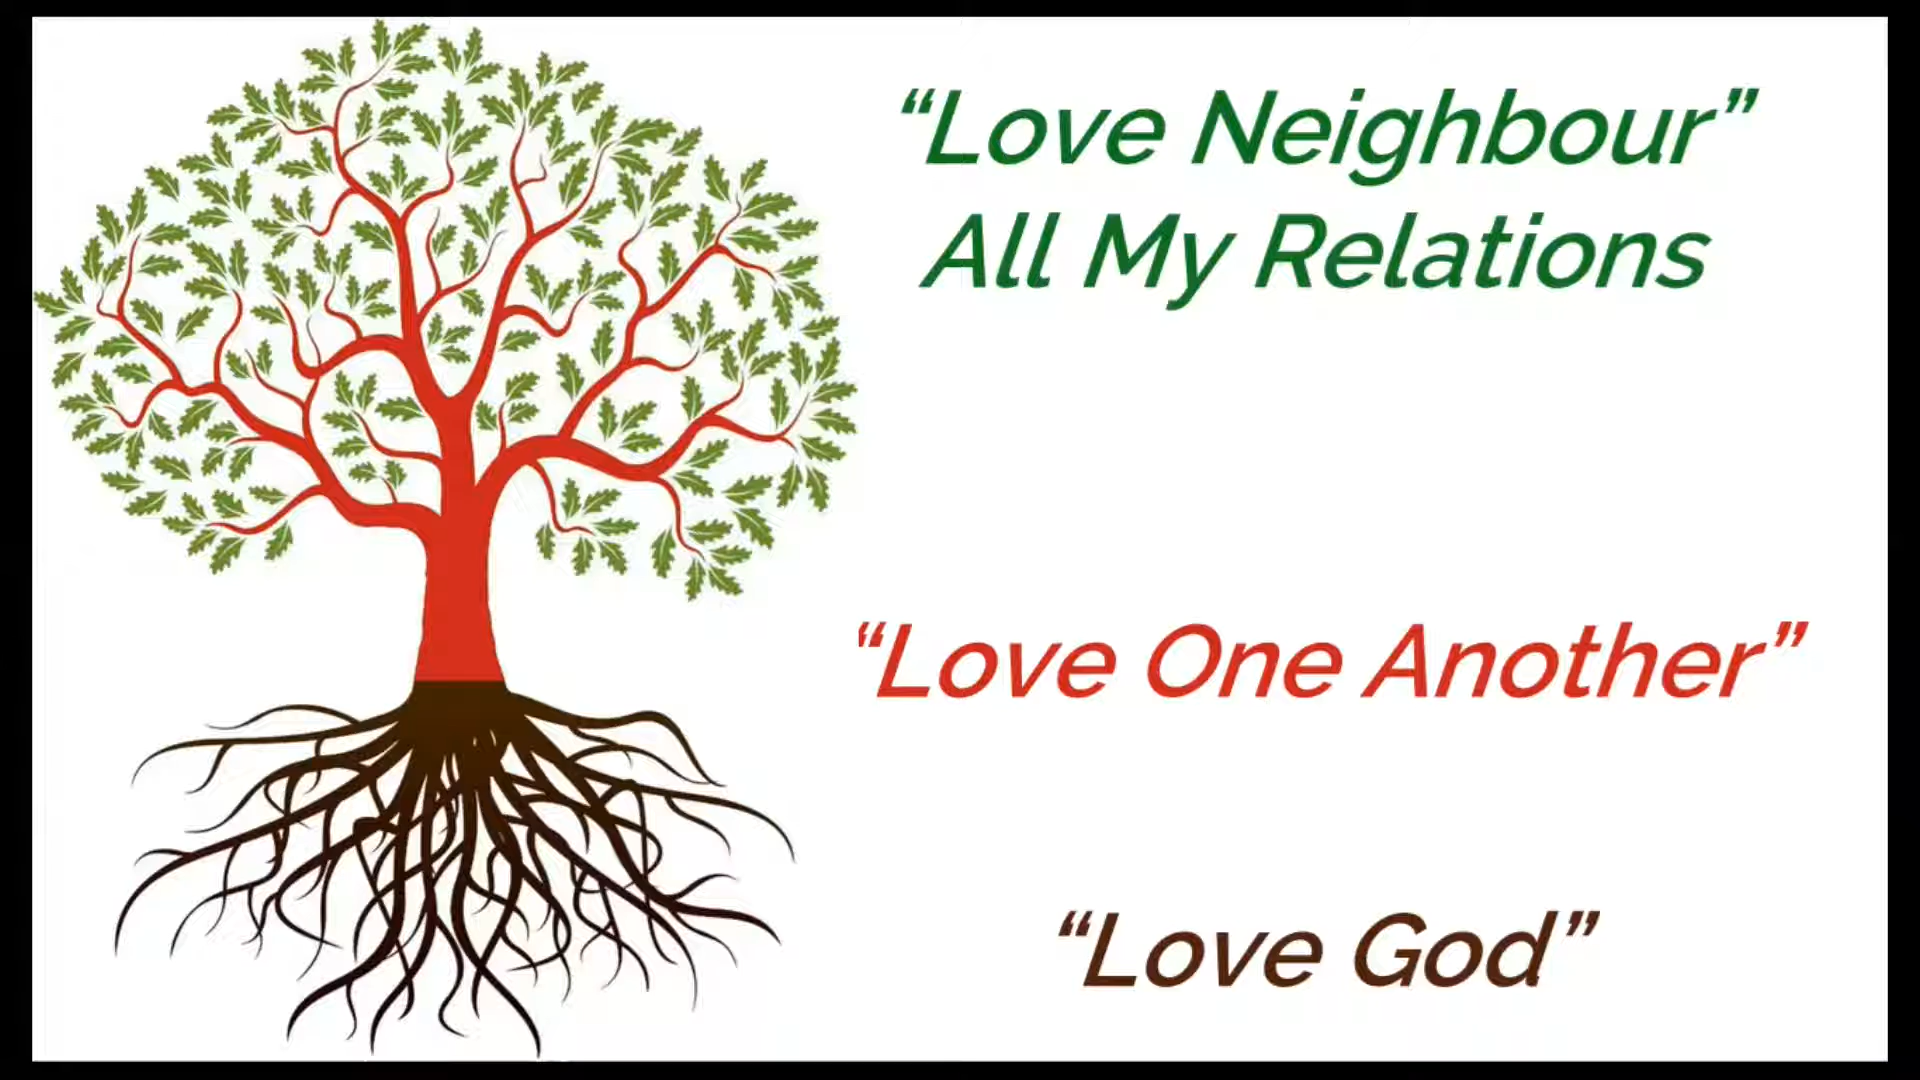 “Love Neighbour”
All My Relations
“Love One Another”
“Love God”